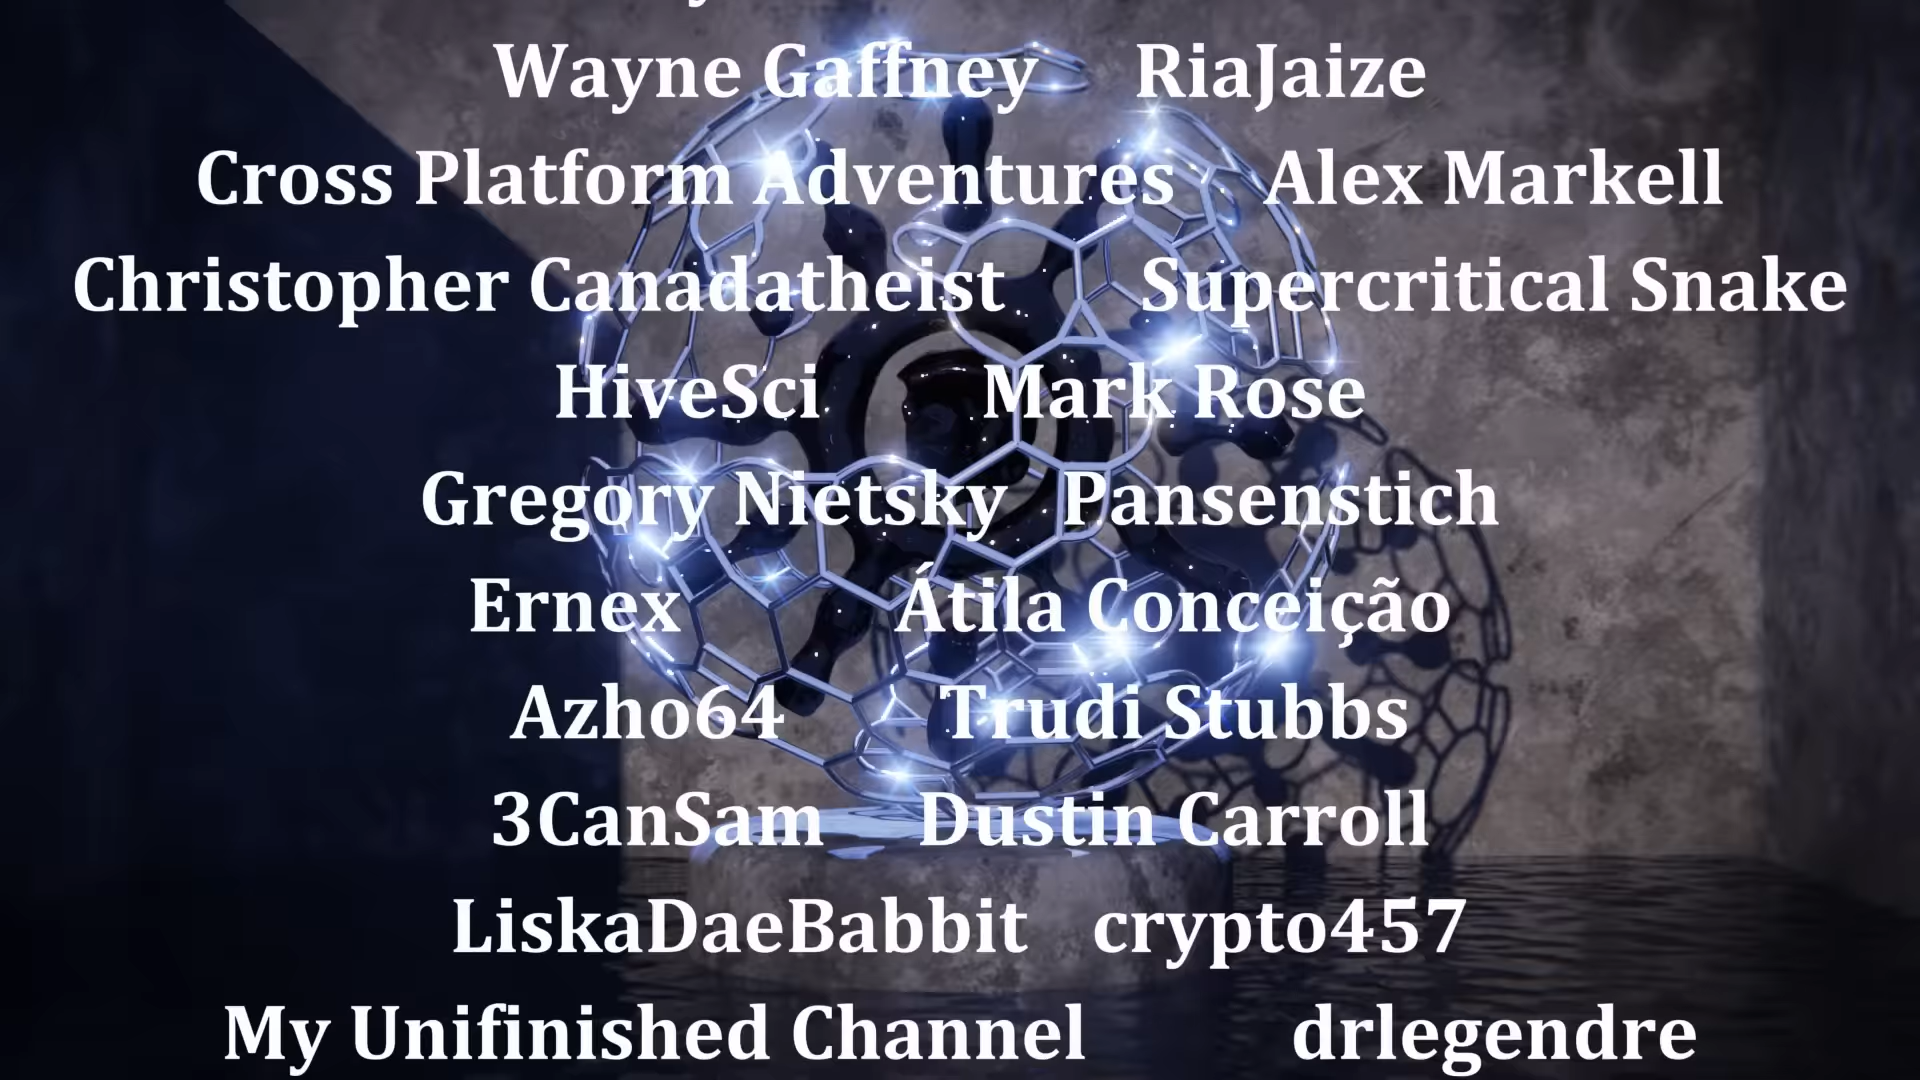 Wayne Gaffney RiaJaize
Cross Platform Adventures Alex Markell
Christopher Canadatheist Supercritical Snake
HiveSci Mark Rose
Gregory Nietsky Pansenstich
Ernex Átila Conceição
Azho64 Trudi Stubbs
3CanSam Dustin Carroll
LiskaDaeBabbit crypto457
My Unifinished Channel drlegendre